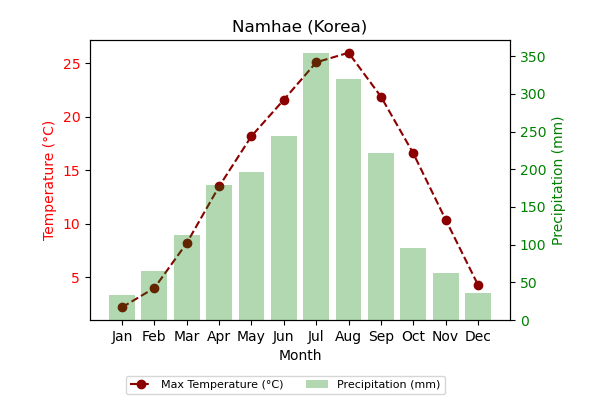 Namhae (Korea)
Temperature (°C)
25
20
15
10
5
350
300
250
200
150
100
50
0
Precipitation (mm)
Jan Feb Mar Apr May Jun Jul Aug Sep Oct Nov Dec
Month
Max Temperature (°C) Precipitation (mm)